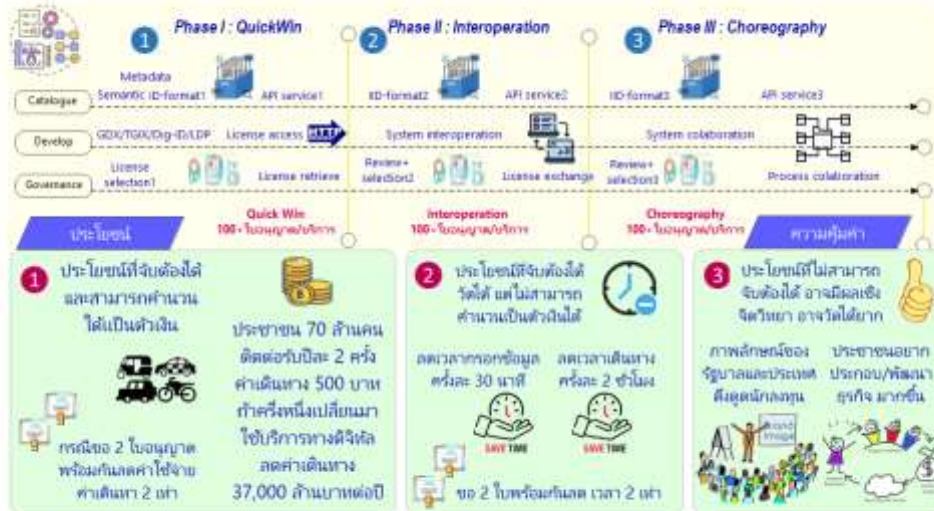 Phase I : QuickWin
Phase II : Interoperation
Phase III : Choreography
1
2
3
Metadata
Catalogue
Semantic ID-format1
API service1
IID-format2
API service2
IID-format3
API service3
Develop
GDX/TGIX/Dig-ID/LDP
License access
HTTP
System interoperation
System colaboration
License
Review+
Review+
Governance
selection1
License retrieve
selection2
License exchange
selection3
Process colaboration
Quick Win
Interoperation
Choreography
100+ ใบอนุญาต/บริการ
100+ ใบอนุญาต/บริการ
100+ ใบอนุญาต/บริการ
ประโยชน์
ความคุ้มค่า
1
ประโยชน์ที่จับต้องได้
และสามารถคำนวน
ได้เป็นตัวเงิน
ประชาชน 70 ล้านคน
ติดต่อรับปีละ 2 ครั้ง
ค่าเดินทาง 500 บาท
ถ้าครึ่งหนึ่งเปลี่ยนมา
ใช้บริการทางดิจิทัล
ลดค่าเดินทาง
37,000 ล้านบาทต่อปี
กรณีขอ 2 ใบอนุญาต
พร้อมกันลดค่าใช้จ่าย
ค่าเดินทา 2 เท่า
2
ประโยชน์ที่จับต้องได้
วัดได้ แต่ไม่สามารถ
คำนวนเป็นตัวเงินได้
ลดเวลากรอกข้อมูล
ครั้งละ 30 นาที
ลดเวลาเดินทาง
ครั้งละ 2 ชั่วโมง
SAVE TIME
SAVE TIME
ขอ 2 ใบพร้อมกันลด เวลา 2 เท่า
3
ประโยชน์ที่ไม่สามารถ
จับต้องได้ อาจมีผลเชิง
จิตวิทยา อาจวัดได้ยาก
ภาพลักษณ์ของ
รัฐบาลและประเทศ
ดึงดูดนักลงทุน
ประชาชนอยาก
ประกอบ/พัฒนา
ธุรกิจ มากขึ้น
Brand
Image